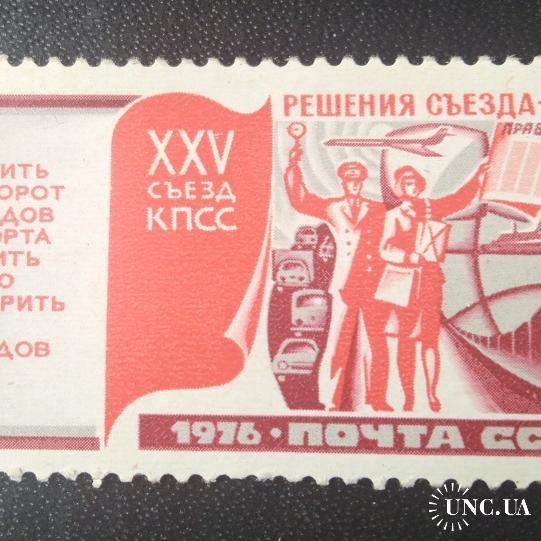 ИТЬ
ОРОТ
ДОВ
ОРТА
ИТЬ
О
РИТЬ
ДОВ
XXV
СЪЕЗД
КПСС
РЕШЕНИЯ СЪЕЗДА-
ПРАВ
1976 • ПОЧТА СС
UNC.UA